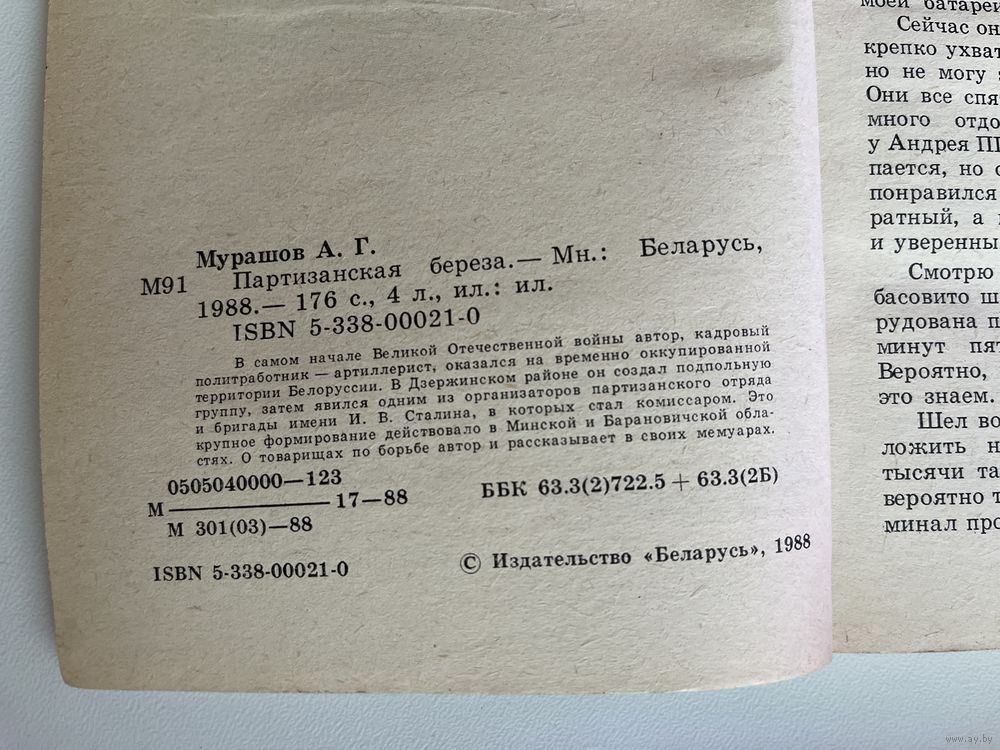 Мурашов А. Г.
М91 Партизанская береза.— Мн.: Беларусь,
1988.— 176 с., 4 л., ил.: ил.
ISBN 5-338-00021-0
В самом начале Великой Отечественной войны автор, кадровый
политработник — артиллерист, оказался на временно оккупированной
территории Белоруссии. В Дзержинском районе он создал подпольную
группу, затем явился одним из организаторов партизанского отряда
и бригады имени И. В. Сталина, в которых стал комиссаром. Это
крупное формирование действовало в Минской и Барановичской обла-
стях. О товарищах по борьбе автор и рассказывает в своих мемуарах.
0505040000—123
М 17—88
М 301(03)—88
ББК 63.3(2)722.5 + 63.3(2Б)
ISBN 5-338-00021-0
© Издательство «Беларусь», 1988
моей батареи
Сейчас он
крепко ухват
но не могу
Они все спя
много отдо
у Андрея
пается, но
понравился
ратный, а
и уверенны
Смотрю
басовито ш
рудована п
минут пят
Вероятно,
это знаем.
Шел во
ложить н
тысячи та
вероятно т
минал про
www.ay.by